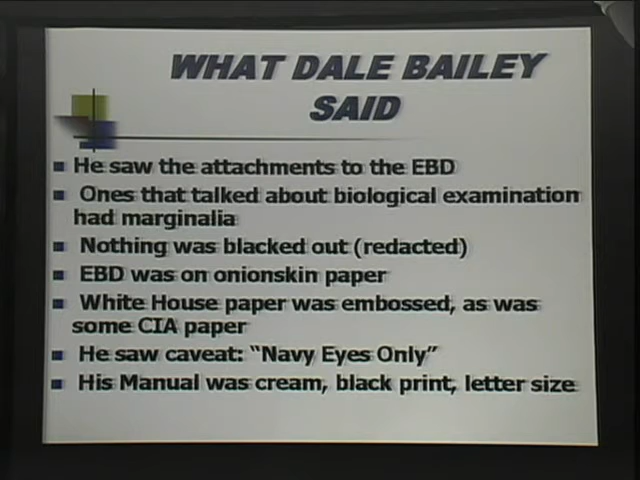 WHAT DALE BAILEY
SAID
He saw the attachments to the EBD
Ones that talked about biological examination
had marginalia
Nothing was blacked out (redacted)
EBD was on onionskin paper
White House paper was embossed, as was
some CIA paper
He saw caveat: “Navy Eyes Only”
His Manual was cream, black print, letter size